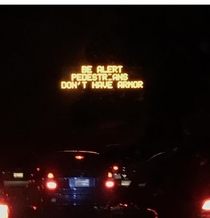 BE ALERT
PEDESTRIANS
DON'T HAVE ARMOR